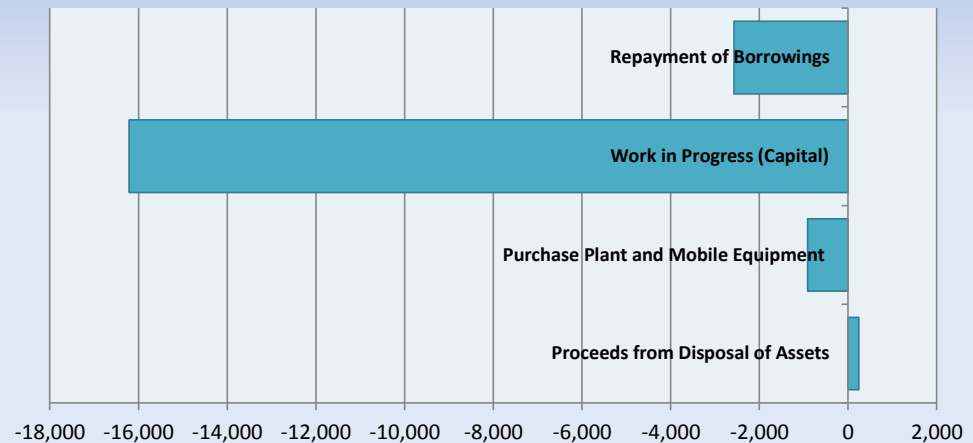 Repayment of Borrowings
Work in Progress (Capital)
Purchase Plant and Mobile Equipment
Proceeds from Disposal of Assets
-18,000 -16,000 -14,000 -12,000 -10,000 -8,000 -6,000 -4,000 -2,000 0 2,000